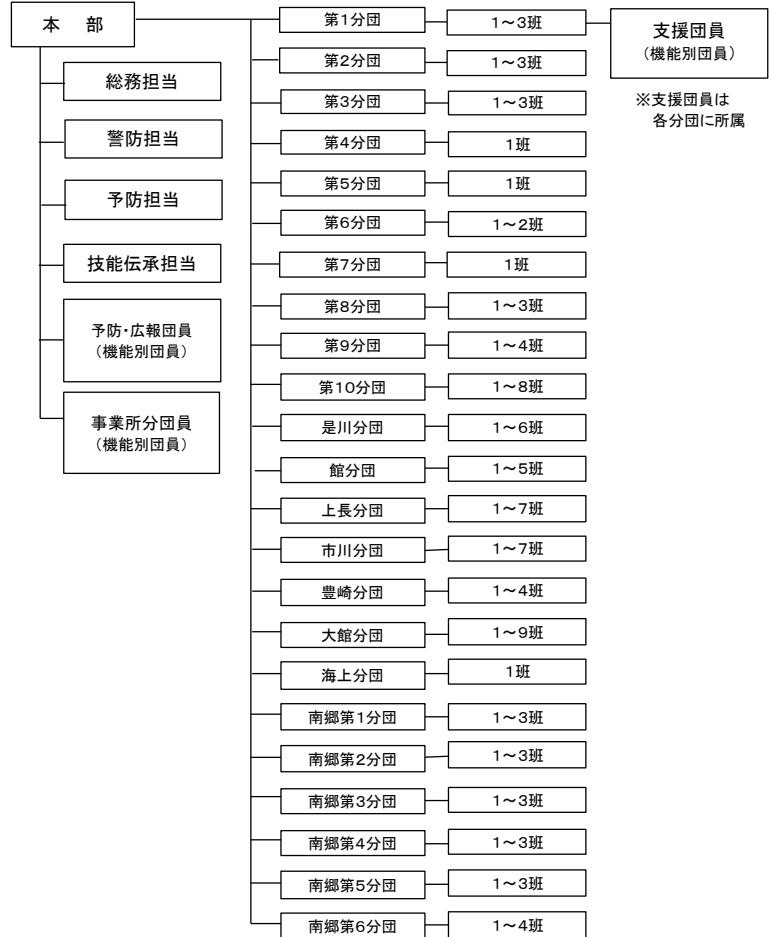 本　部
総務担当
警防担当
予防担当
技能伝承担当
予防・広報団員
（機能別団員）
事業所分団員
（機能別団員）
第1分団　1～3班
第2分団　1～3班
第3分団　1～3班
第4分団　1班
第5分団　1班
第6分団　1～2班
第7分団　1班
第8分団　1～3班
第9分団　1～4班
第10分団　1～8班
是川分団　1～6班
館分団　1～5班
上長分団　1～7班
市川分団　1～7班
豊崎分団　1～4班
大館分団　1～9班
海上分団　1班
南郷第1分団　1～3班
南郷第2分団　1～3班
南郷第3分団　1～3班
南郷第4分団　1～3班
南郷第5分団　1～3班
南郷第6分団　1～4班
支援団員
（機能別団員）
※支援団員は
各分団に所属